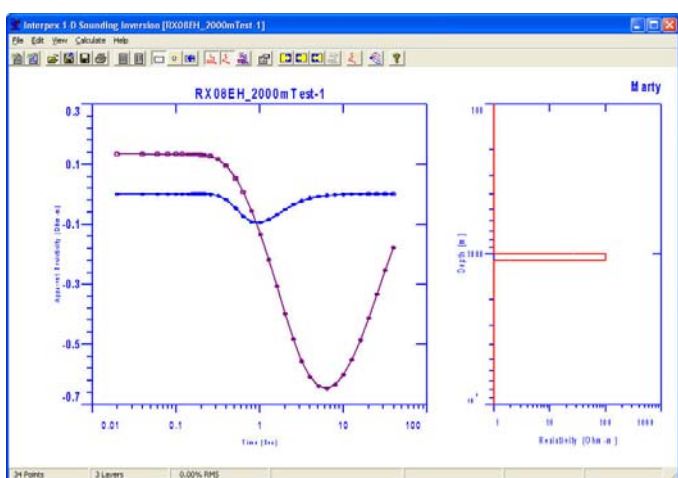 Interpex 1-D Sounding Inversion [RX08EH_2000mTest-1]
File Edit View Calculate Help
RX08EH_2000mTest-1
Marty
0.3
0.1
-0.1
-0.3
-0.5
-0.7
Apparent Resistivity [Ohm-m]
0.01 0.1 1 10 100
Time [Sec]
100
1000
Depth [m]
1 10 100 1000
Resistivity [Ohm-m]
34 Points 3 Layers 0.00% RMS